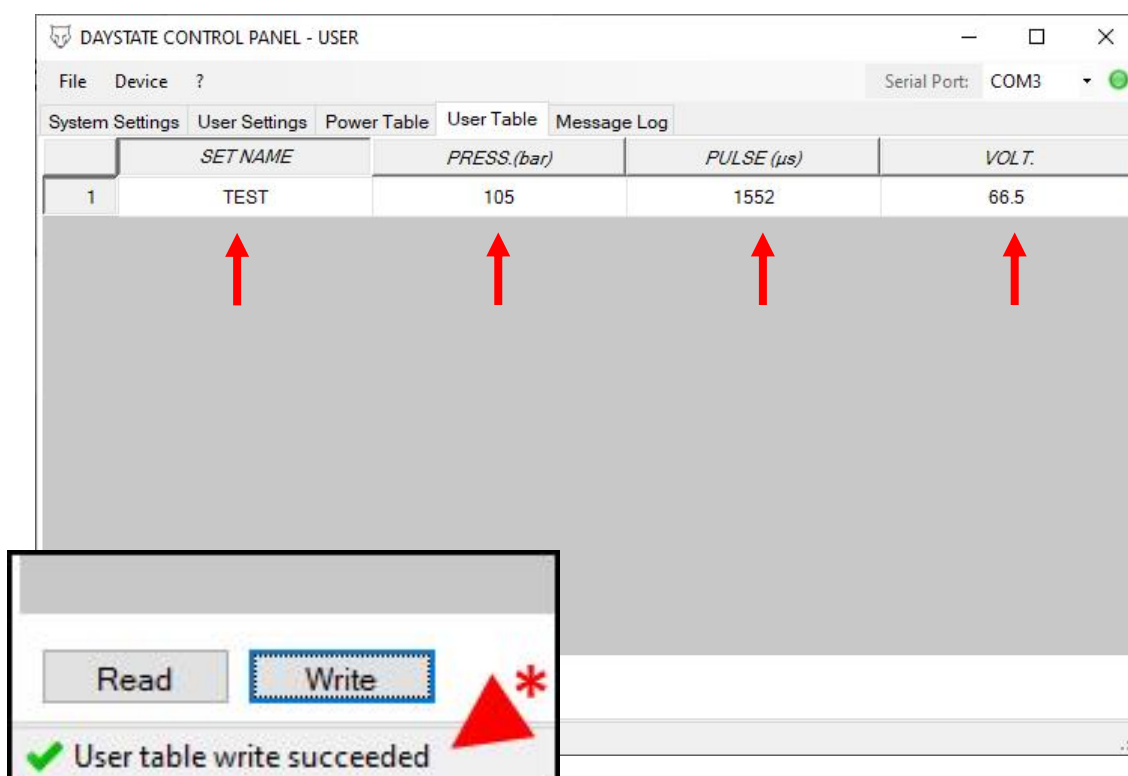 DAYSTATE CONTROL PANEL - USER
File Device ? Serial Port: COM3
System Settings User Settings Power Table User Table Message Log
SET NAME PRESS.(bar) PULSE (µs) VOLT.
1 TEST 105 1552 66.5
Read Write *
User table write succeeded